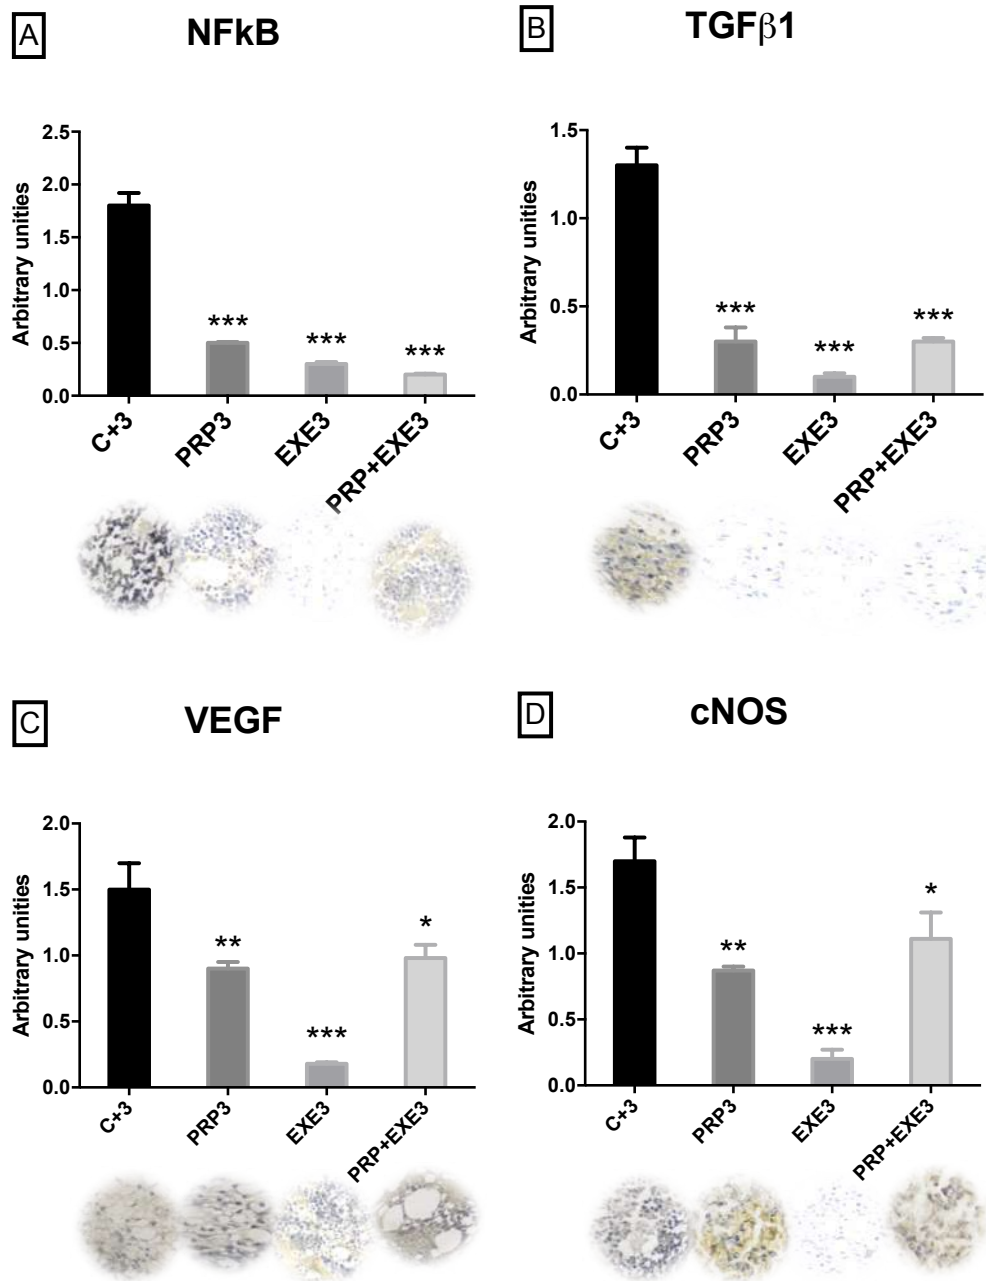 A NFkB
Arbitrary unities
2.5
2.0
1.5
1.0
0.5
0.0
***
***
***
C+3 PRP3 EXE3 PRP+EXE3
B TGFβ1
Arbitrary unities
1.5
1.0
0.5
0.0
***
***
***
C+3 PRP3 EXE3 PRP+EXE3
C VEGF
Arbitrary unities
2.0
1.5
1.0
0.5
0.0
**
***
*
C+3 PRP3 EXE3 PRP+EXE3
D cNOS
Arbitrary unities
2.0
1.5
1.0
0.5
0.0
**
***
*
C+3 PRP3 EXE3 PRP+EXE3